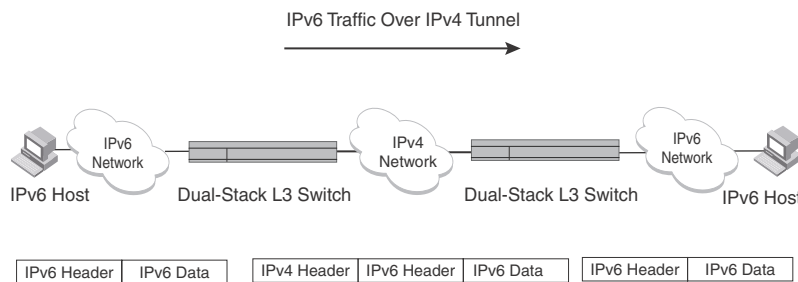 IPv6 Traffic Over IPv4 Tunnel
IPv6
Network
IPv4
Network
IPv6
Network
IPv6 Host
Dual-Stack L3 Switch
Dual-Stack L3 Switch
IPv6 Host
IPv6 Header IPv6 Data
IPv4 Header IPv6 Header IPv6 Data
IPv6 Header IPv6 Data